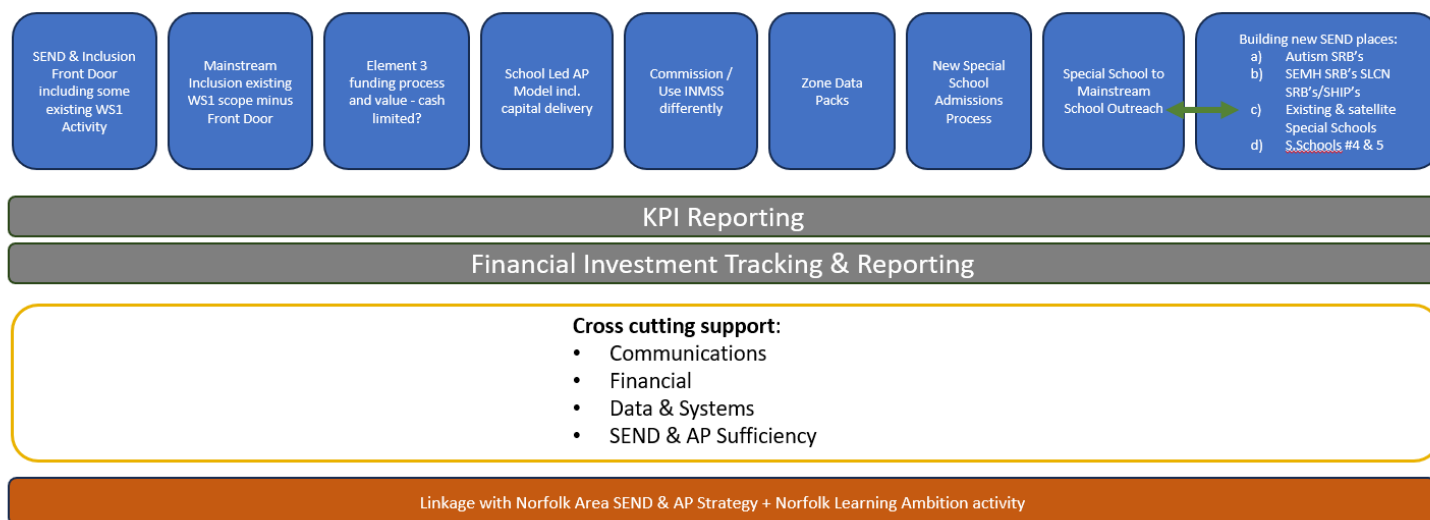 SEND & Inclusion
Front Door
including some
existing WS1
Activity
Mainstream
Inclusion existing
WS1 scope minus
Front Door
Element 3
funding process
and value - cash
limited?
School Led AP
Model incl.
capital delivery
Commission /
Use INMSS
differently
Zone Data
Packs
New Special
School
Admissions
Process
Special School to
Mainstream
School Outreach
Building new SEND places:
a) Autism SRB's
b) SEMH SRB's SLCN
SRB's/SHIP's
c) Existing & satellite
Special Schools
d) S.Schools #4 & 5
KPI Reporting
Financial Investment Tracking & Reporting
Cross cutting support:
• Communications
• Financial
• Data & Systems
• SEND & AP Sufficiency
Linkage with Norfolk Area SEND & AP Strategy + Norfolk Learning Ambition activity